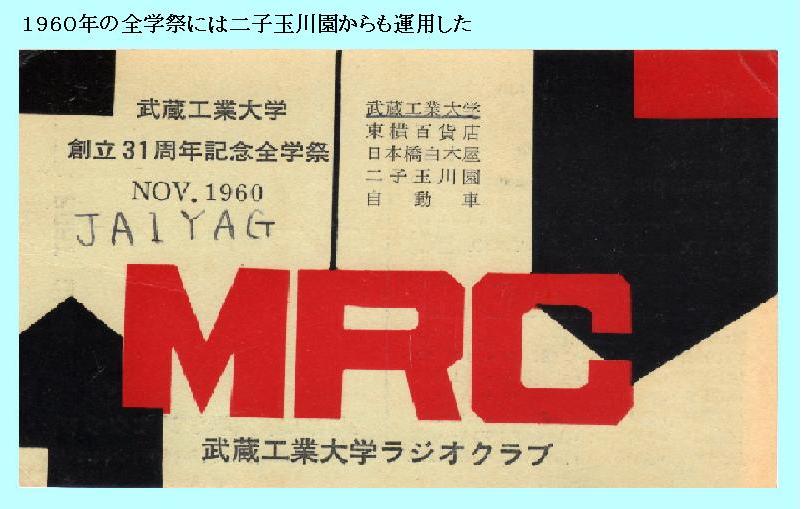 1960年の全学祭には二子玉川園からも運用した
武蔵工業大学
創立31周年記念全学祭
NOV. 1960
JA1YAG
武蔵工業大学
東横百貨店
日本橋白木屋
二子玉川園
自動車
MRC
武蔵工業大学ラジオクラブ